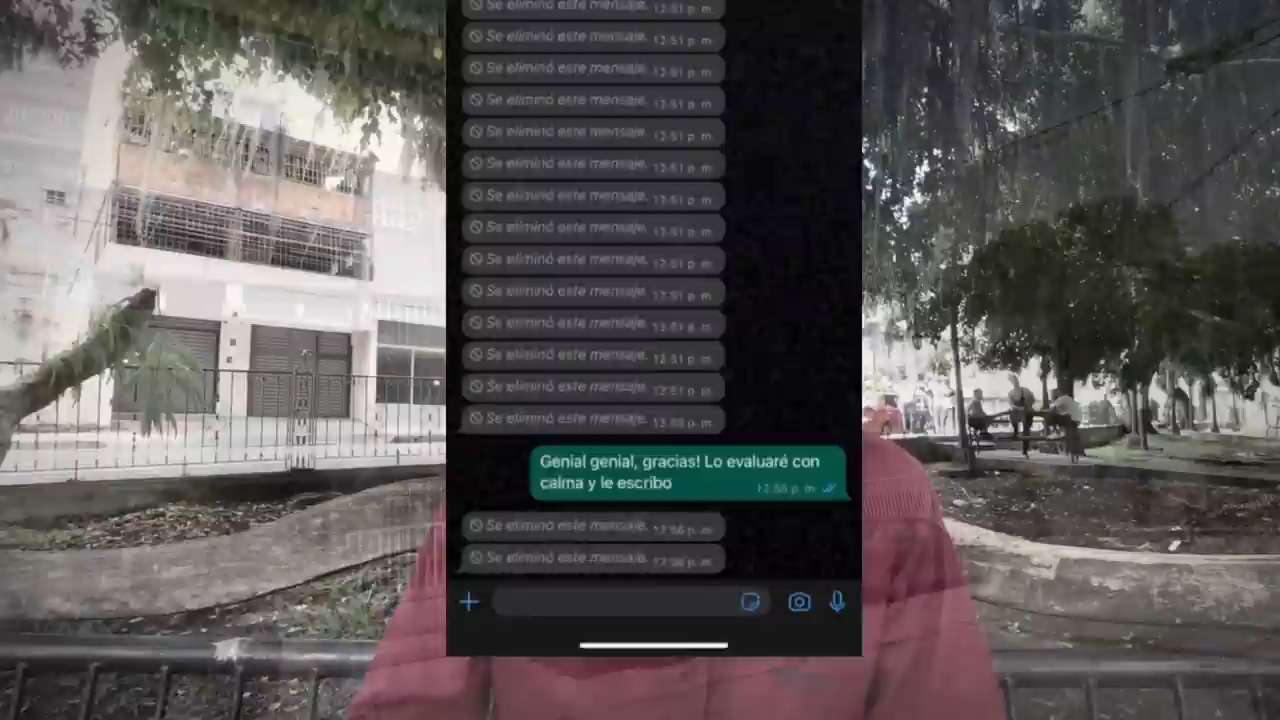 Se eliminó este mensaje. 12:51 p. m.
Se eliminó este mensaje. 12:51 p. m.
Se eliminó este mensaje. 12:51 p. m.
Se eliminó este mensaje. 12:51 p. m.
Se eliminó este mensaje. 12:51 p. m.
Se eliminó este mensaje. 12:51 p. m.
Se eliminó este mensaje. 12:51 p. m.
Se eliminó este mensaje. 12:51 p. m.
Se eliminó este mensaje. 12:51 p. m.
Se eliminó este mensaje. 12:51 p. m.
Se eliminó este mensaje. 12:51 p. m.
Se eliminó este mensaje. 12:51 p. m.
Se eliminó este mensaje. 12:51 p. m.
Se eliminó este mensaje. p. m.
Genial genial, gracias! Lo evaluaré con
calma y le escribo
p. m.
Se eliminó este mensaje. 12:56 p. m.
Se eliminó este mensaje. p. m.